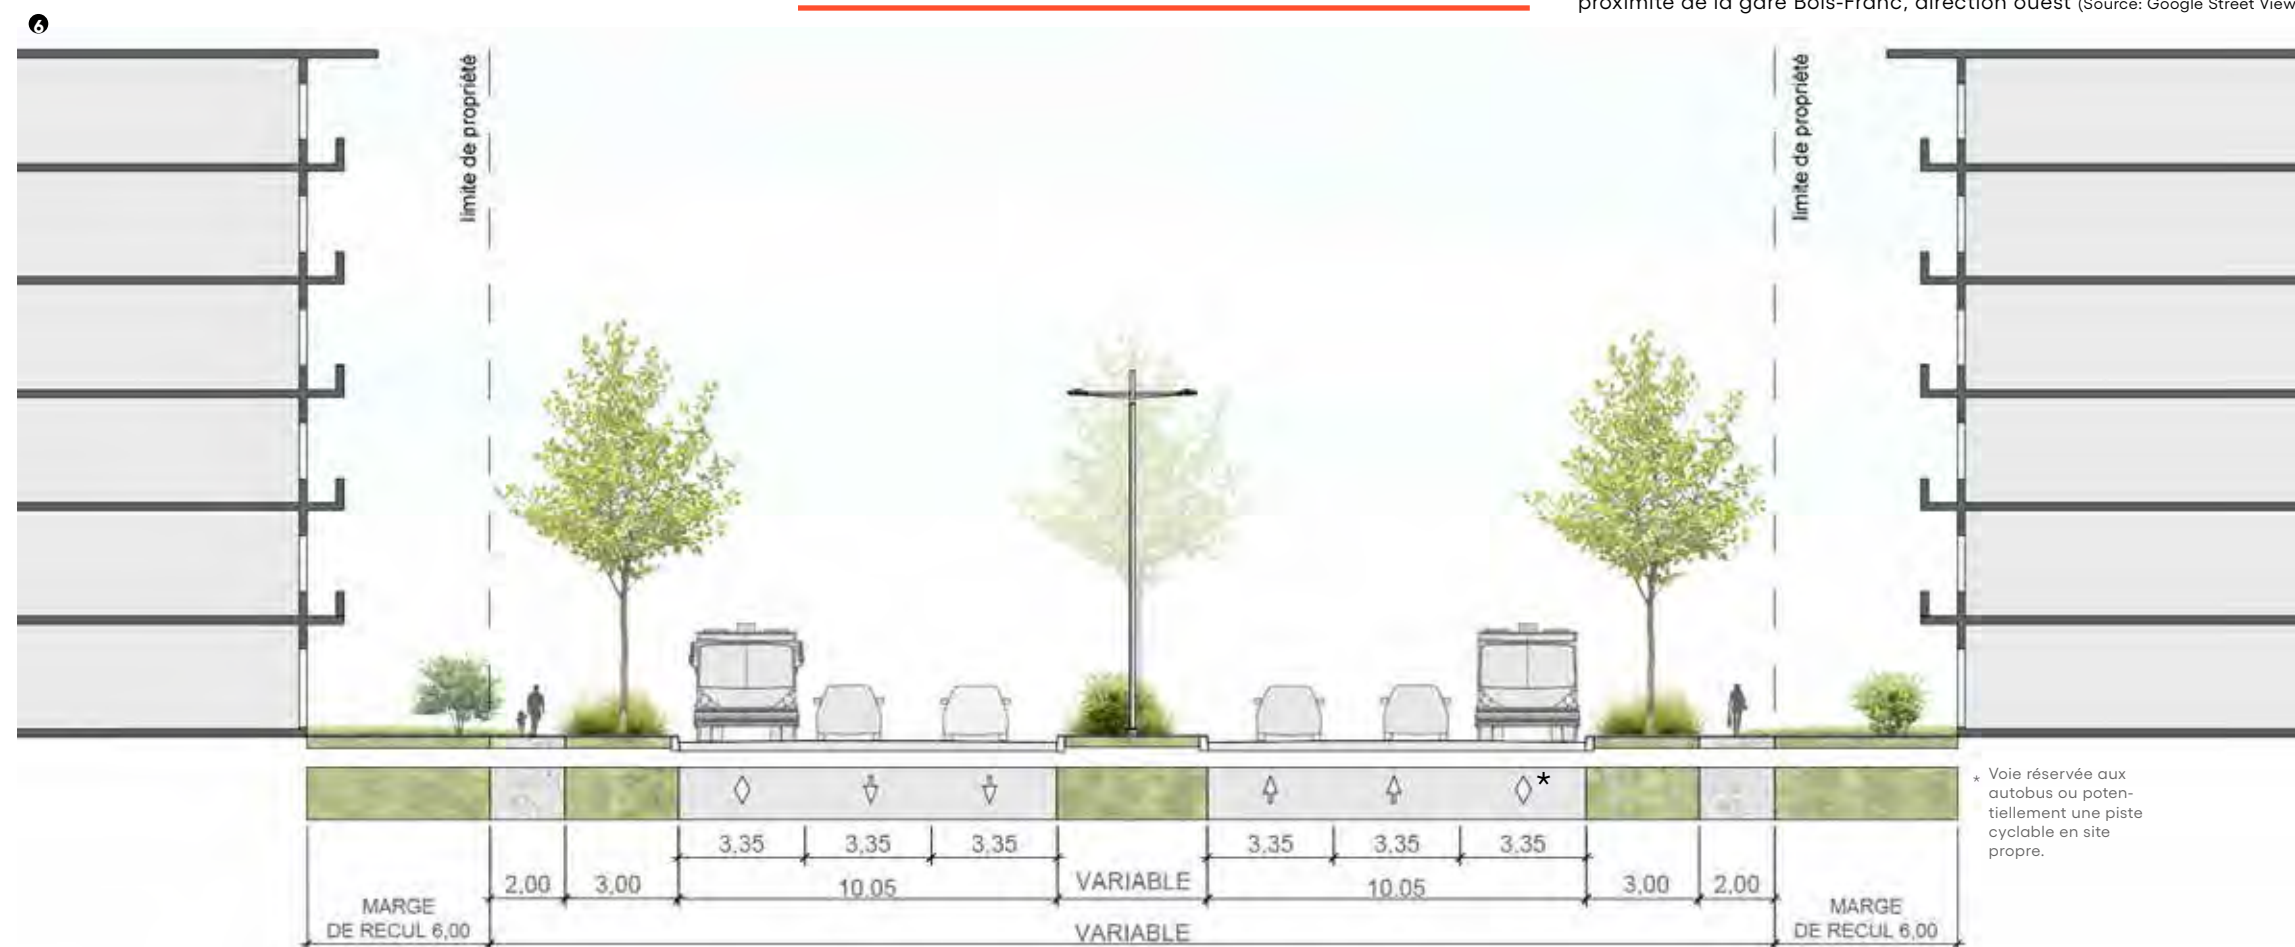 proximité de la gare Bois-Franc, direction ouest (Source: Google Street View
6
limite de propriété
limite de propriété
*
* Voie réservée aux
autobus ou poten-
tiellement une piste
cyclable en site
propre.
3,35 3,35 3,35 3,35 3,35 3,35
2,00 3,00 10.05 VARIABLE 10.05 3,00 2,00
MARGE
DE RECUL 6,00
VARIABLE
MARGE
DE RECUL 6,00